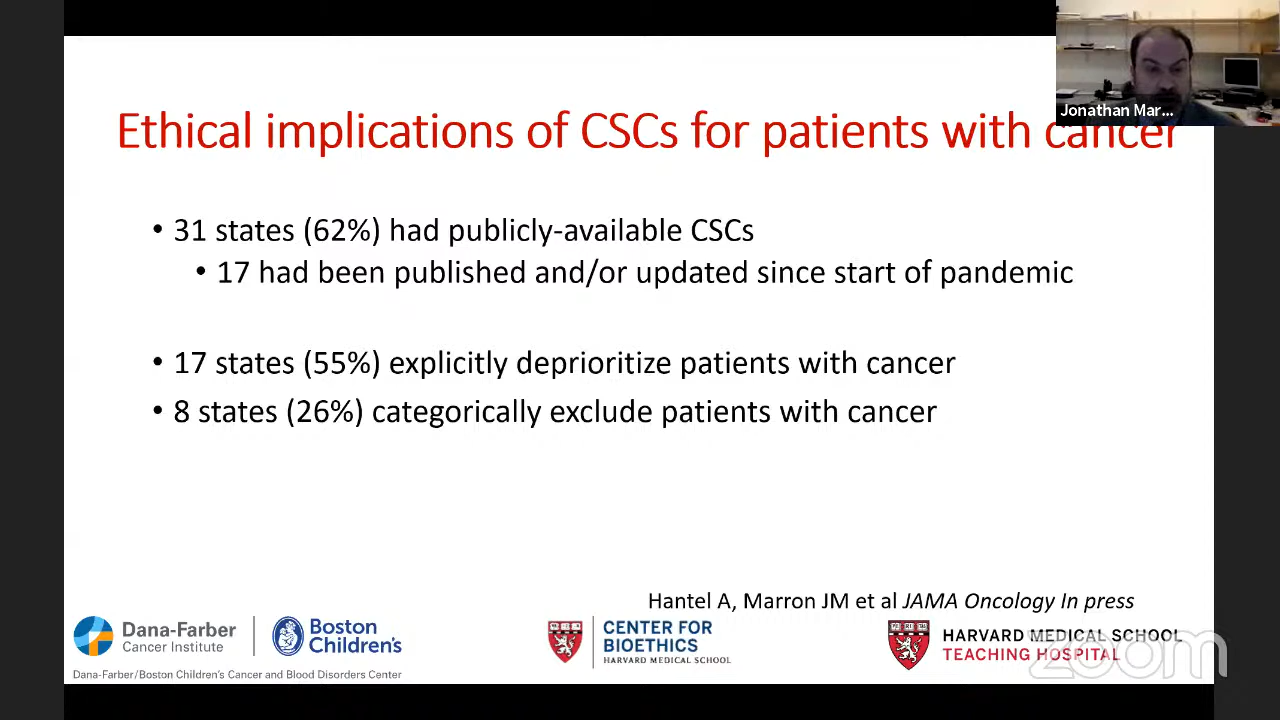 Ethical implications of CSCs for patients with cancer
Jonathan Mar...
• 31 states (62%) had publicly-available CSCs
• 17 had been published and/or updated since start of pandemic
• 17 states (55%) explicitly deprioritize patients with cancer
• 8 states (26%) categorically exclude patients with cancer
Hantel A, Marron JM et al JAMA Oncology In press
Dana-Farber
Cancer Institute
Boston
Children's
Dana-Farber/Boston Children's Cancer and Blood Disorders Center
CENTER FOR
BIOETHICS
HARVARD MEDICAL SCHOOL
HARVARD MEDICAL SCHOOL
TEACHING HOSPITAL
zoom